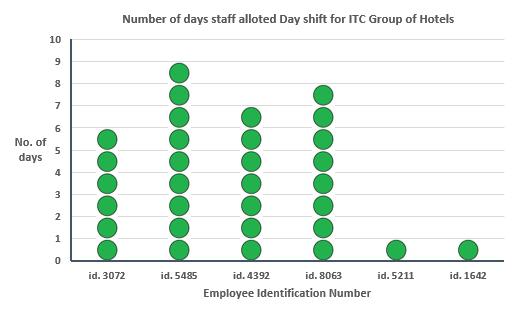 Number of days staff alloted Day shift for ITC Group of Hotels
10
9
8
7
6
5
4
3
2
1
0
No. of
days
id. 3072
id. 5485
id. 4392
id. 8063
id. 5211
id. 1642
Employee Identification Number